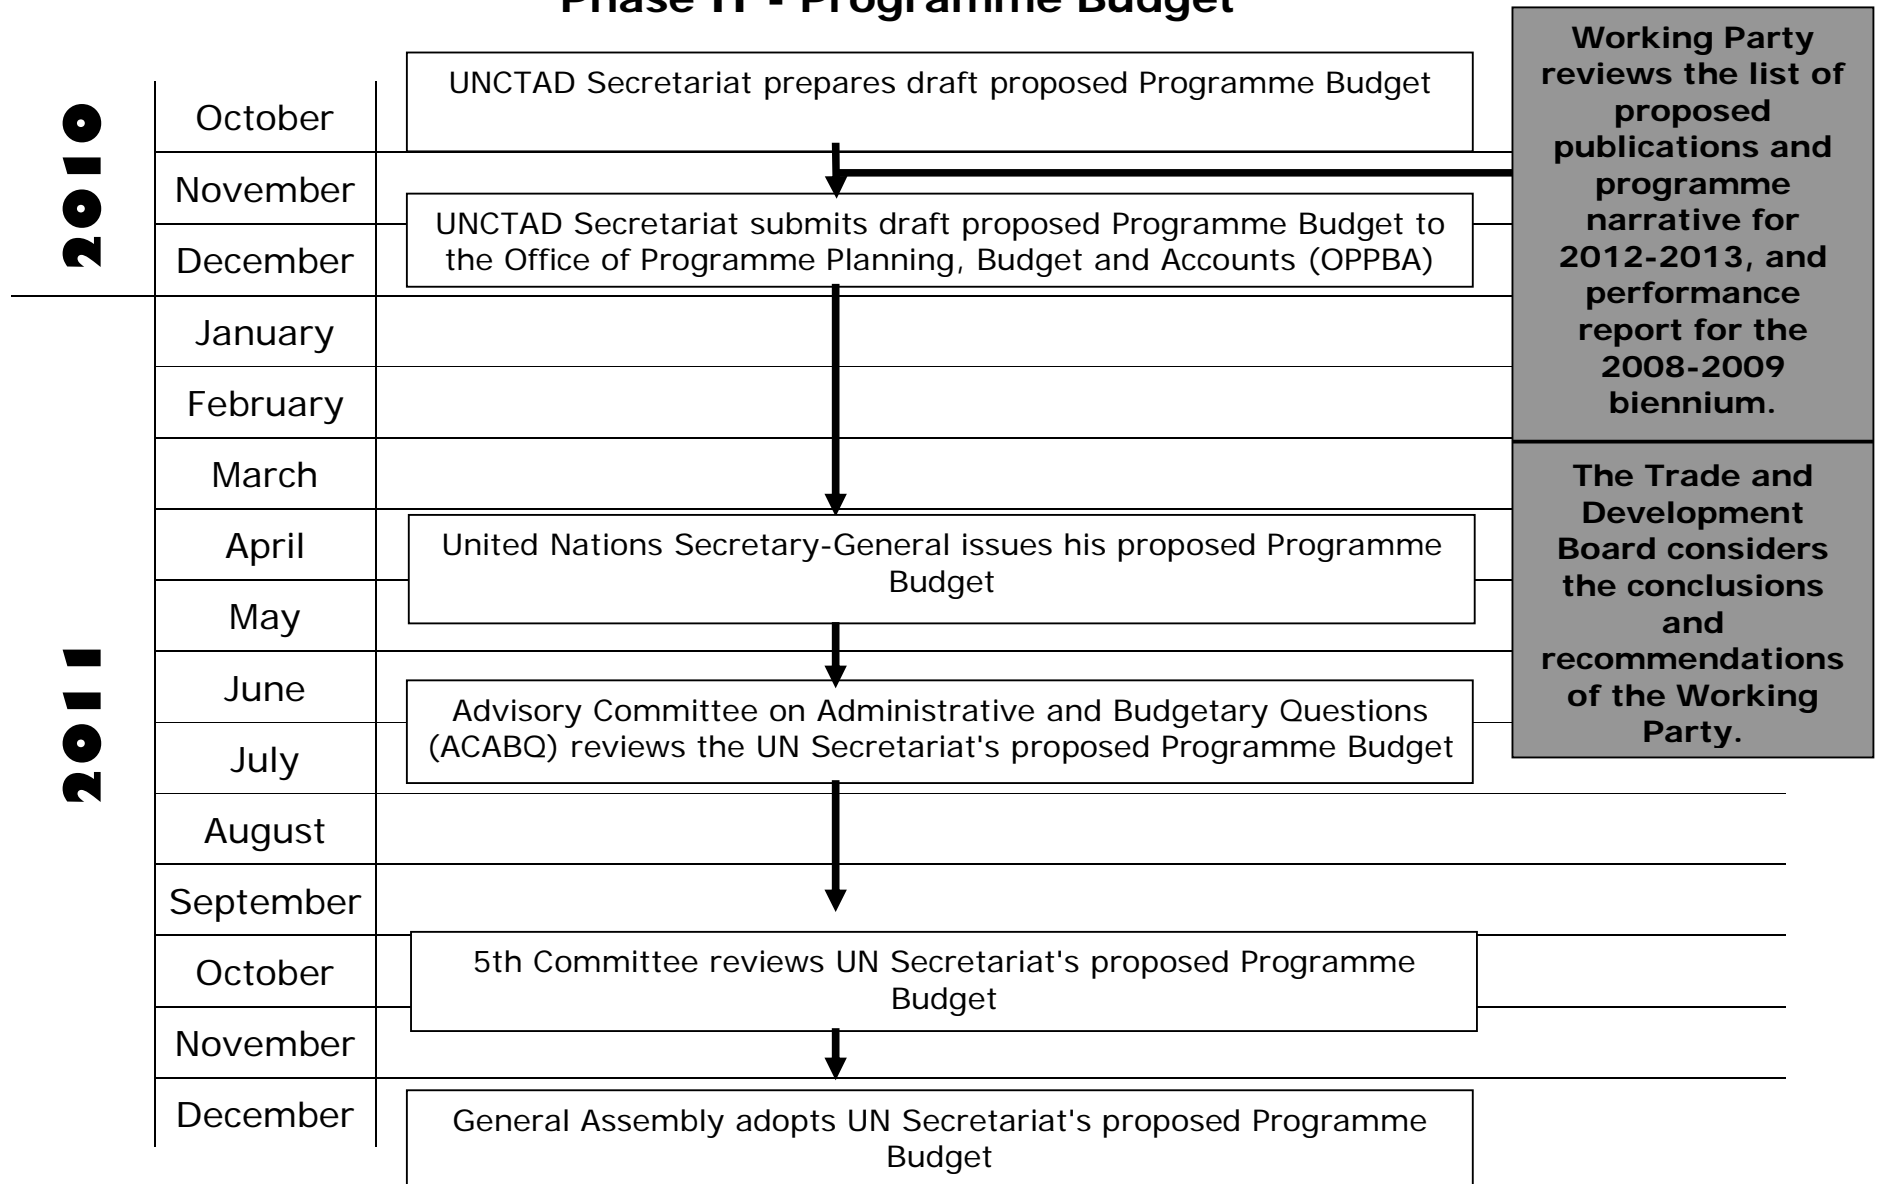 Phase II - Programme Budget
2010
October
UNCTAD Secretariat prepares draft proposed Programme Budget
November
December
UNCTAD Secretariat submits draft proposed Programme Budget to
the Office of Programme Planning, Budget and Accounts (OPPBA)
Working Party
reviews the list of
proposed
publications and
programme
narrative for
2012-2013, and
performance
report for the
2008-2009
biennium.
The Trade and
Development
Board considers
the conclusions
and
recommendations
of the Working
Party.
2011
January
February
March
April
United Nations Secretary-General issues his proposed Programme
Budget
May
June
Advisory Committee on Administrative and Budgetary Questions
(ACABQ) reviews the UN Secretariat's proposed Programme Budget
July
August
September
October
5th Committee reviews UN Secretariat's proposed Programme
Budget
November
December
General Assembly adopts UN Secretariat's proposed Programme
Budget